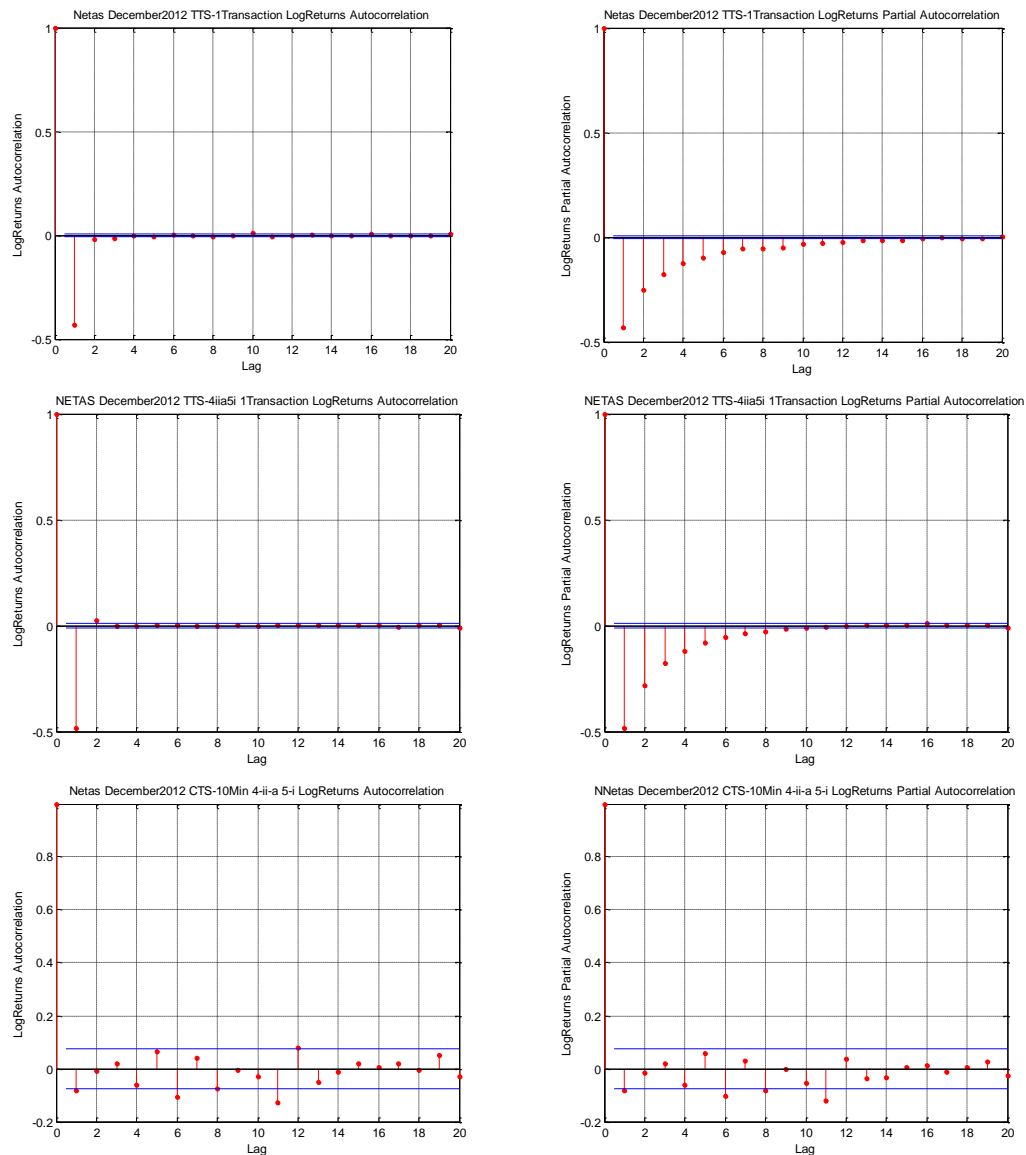 Netas December2012 TTS-1Transaction LogReturns Autocorrelation
LogReturns Autocorrelation
1
0.5
0
-0.5
0 2 4 6 8 10 12 14 16 18 20
Lag
Netas December2012 TTS-1Transaction LogReturns Partial Autocorrelation
LogReturns Partial Autocorrelation
1
0.5
0
-0.5
0 2 4 6 8 10 12 14 16 18 20
Lag
NETAS December2012 TTS-4iia5i 1Transaction LogReturns Autocorrelation
LogReturns Autocorrelation
1
0.5
0
-0.5
0 2 4 6 8 10 12 14 16 18 20
Lag
NETAS December2012 TTS-4iia5i 1Transaction LogReturns Partial Autocorrelation
LogReturns Partial Autocorrelation
1
0.5
0
-0.5
0 2 4 6 8 10 12 14 16 18 20
Lag
Netas December2012 CTS-10Min 4-ii-a 5-i LogReturns Autocorrelation
LogReturns Autocorrelation
0.8
0.6
0.4
0.2
0
-0.2
0 2 4 6 8 10 12 14 16 18 20
Lag
NNetas December2012 CTS-10Min 4-ii-a 5-i LogReturns Partial Autocorrelation
LogReturns Partial Autocorrelation
0.8
0.6
0.4
0.2
0
-0.2
0 2 4 6 8 10 12 14 16 18 20
Lag